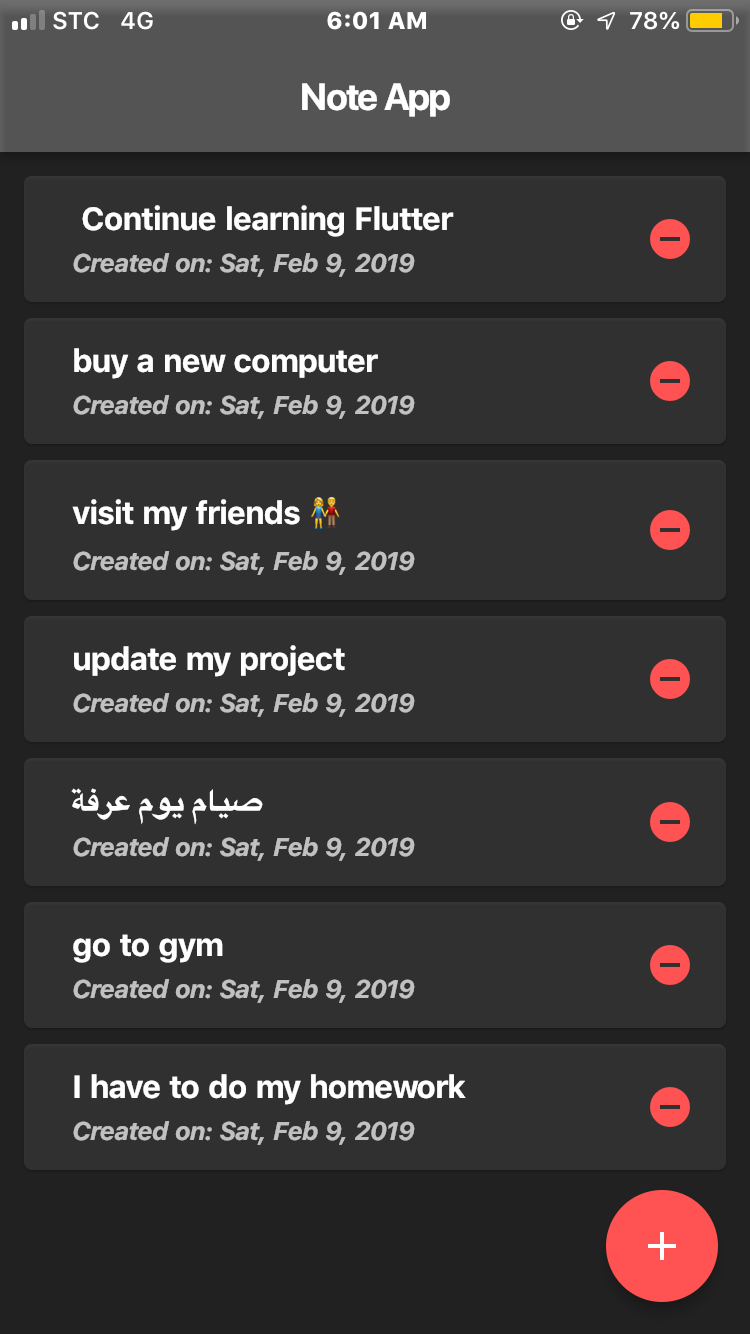 STC 4G 6:01 AM 78%
Note App
Continue learning Flutter
Created on: Sat, Feb 9, 2019
buy a new computer
Created on: Sat, Feb 9, 2019
visit my friends 👫
Created on: Sat, Feb 9, 2019
update my project
Created on: Sat, Feb 9, 2019
صيام يوم عرفة
Created on: Sat, Feb 9, 2019
go to gym
Created on: Sat, Feb 9, 2019
I have to do my homework
Created on: Sat, Feb 9, 2019